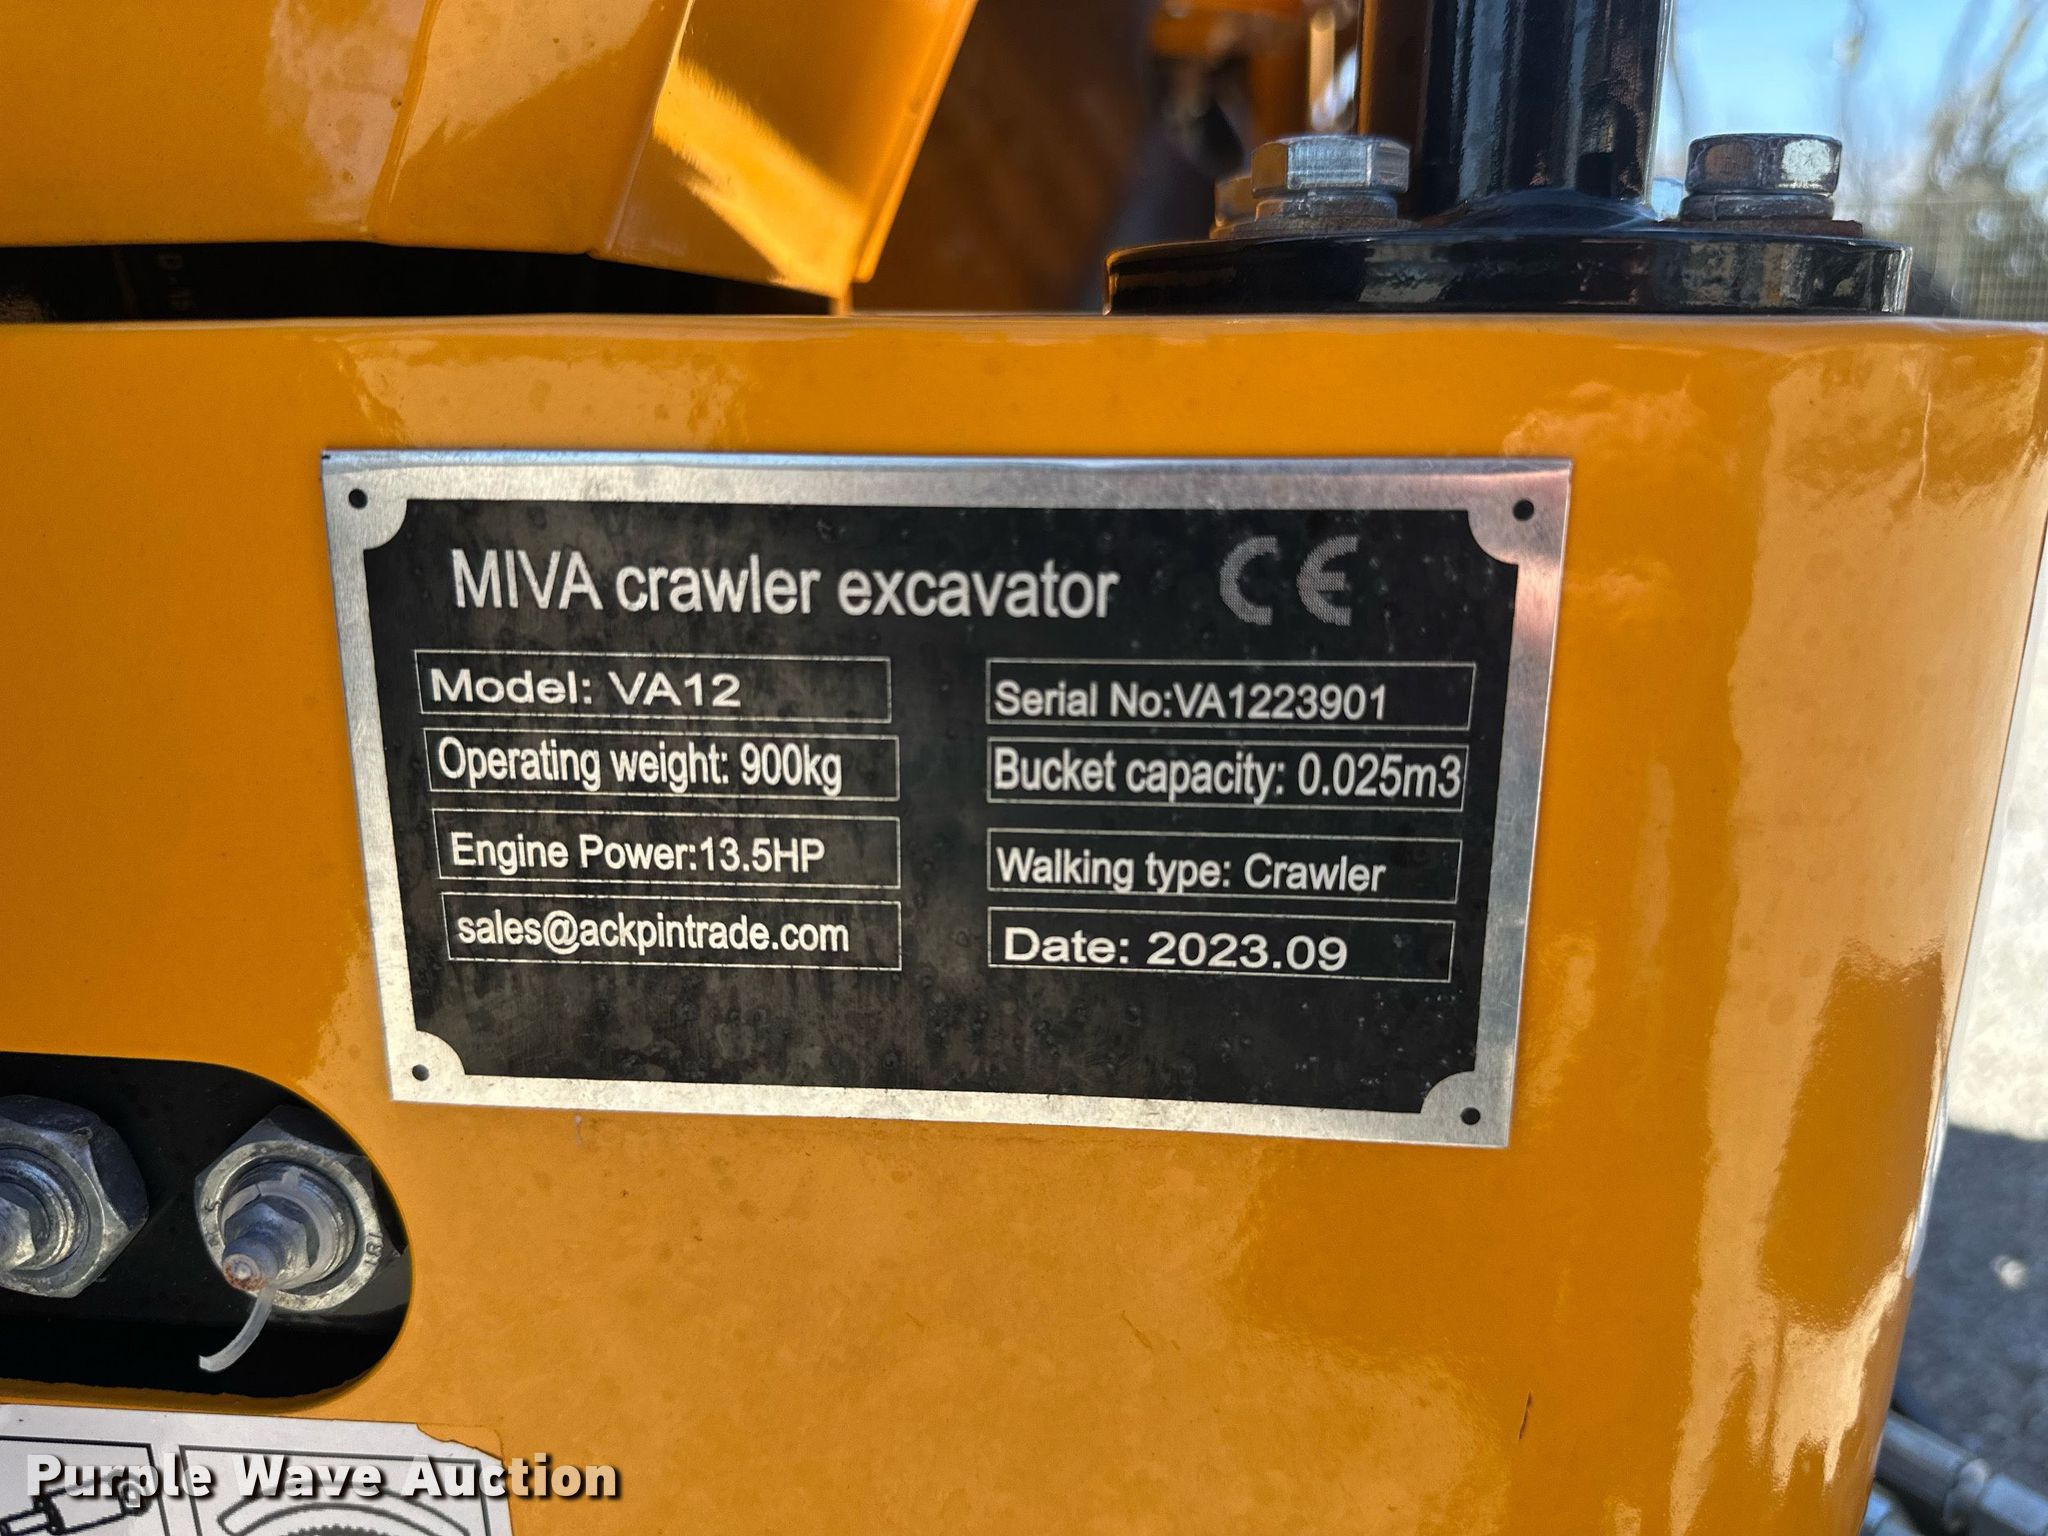 MIVA crawler excavator CE
Model: VA12
Serial No:VA1223901
Operating weight: 900kg
Bucket capacity: 0.025m3
Engine Power:13.5HP
Walking type: Crawler
sales@ackpintrade.com
Date: 2023.09
Purple Wave Auction